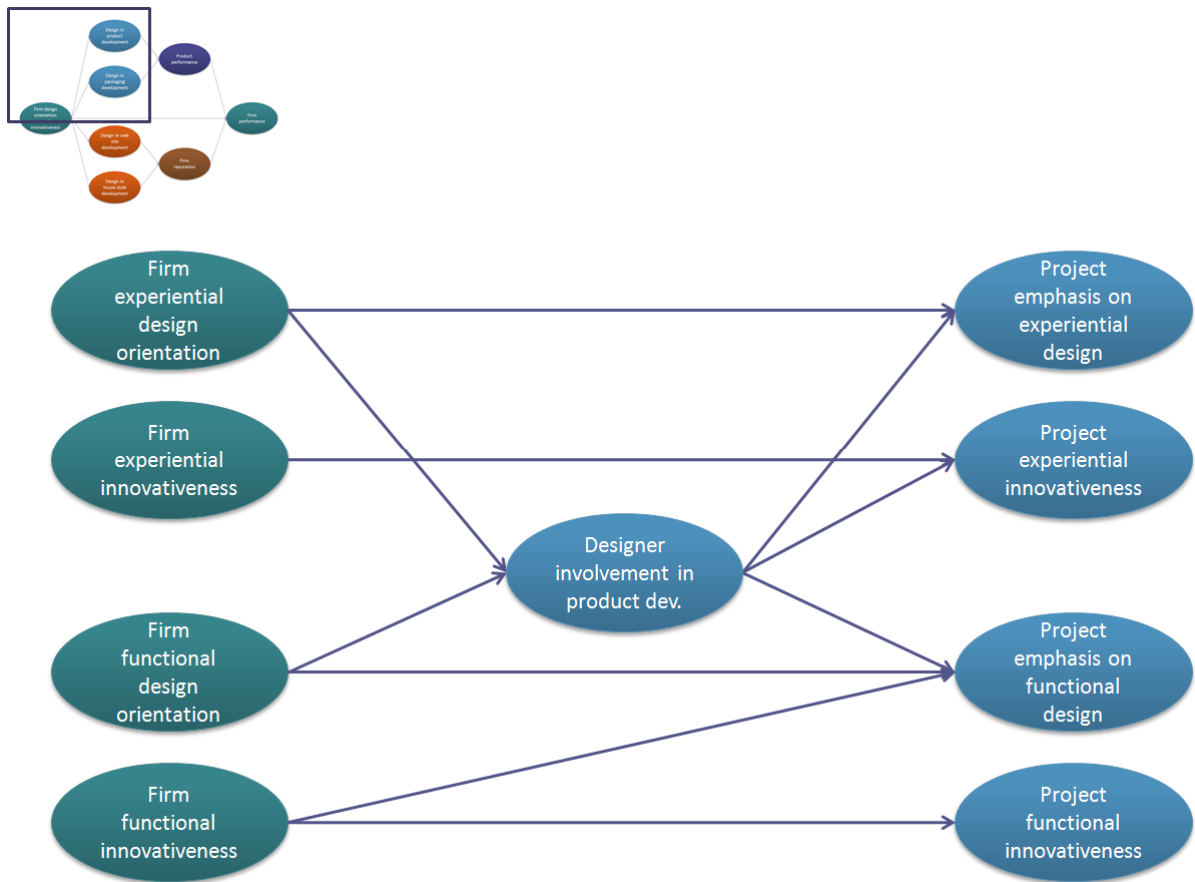 Design in
product
development
Product
performance
Design in
packaging
development
Firm design
orientation
innovativeness
Firm
performance
Design in web
site
development
Firm
reputation
Design in
house style
development
Firm
experiential
design
orientation
Project
emphasis on
experiential
design
Firm
experiential
innovativeness
Project
experiential
innovativeness
Designer
involvement in
product dev.
Firm
functional
design
orientation
Project
emphasis on
functional
design
Firm
functional
innovativeness
Project
functional
innovativeness